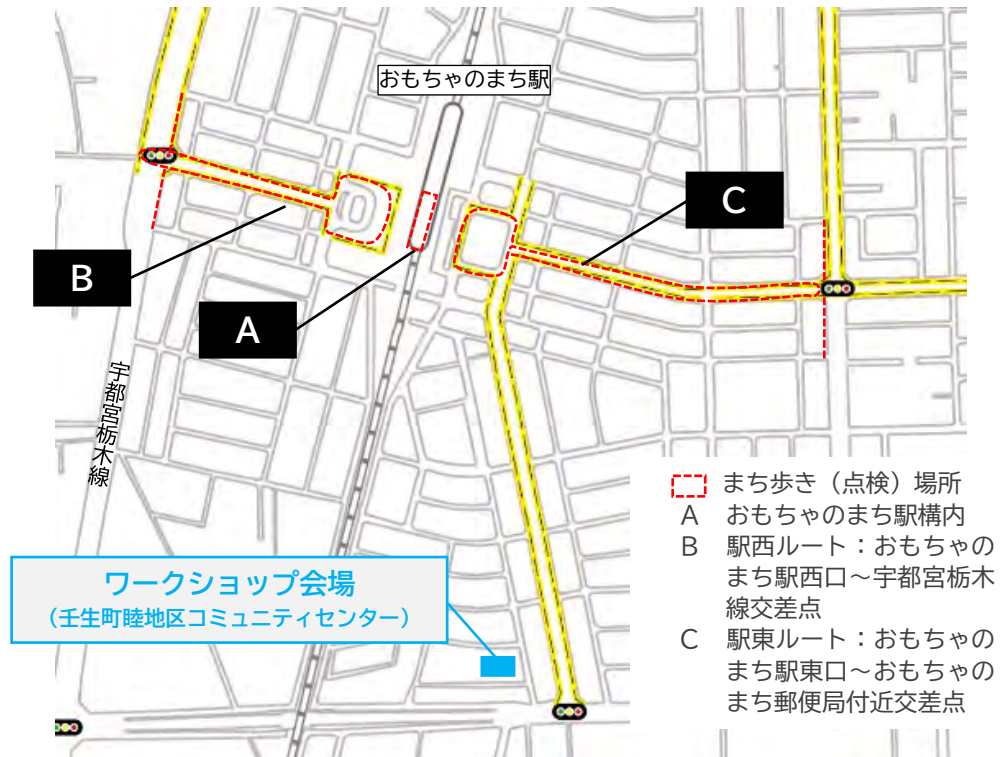 おもちゃのまち駅
C
B
A
宇都宮栃木線
まち歩き（点検）場所
A おもちゃのまち駅構内
B 駅西ルート：おもちゃの
まち駅西口～宇都宮栃木
線交差点
C 駅東ルート：おもちゃの
まち駅東口～おもちゃの
まち郵便局付近交差点
ワークショップ会場
（壬生町睦地区コミュニティセンター）